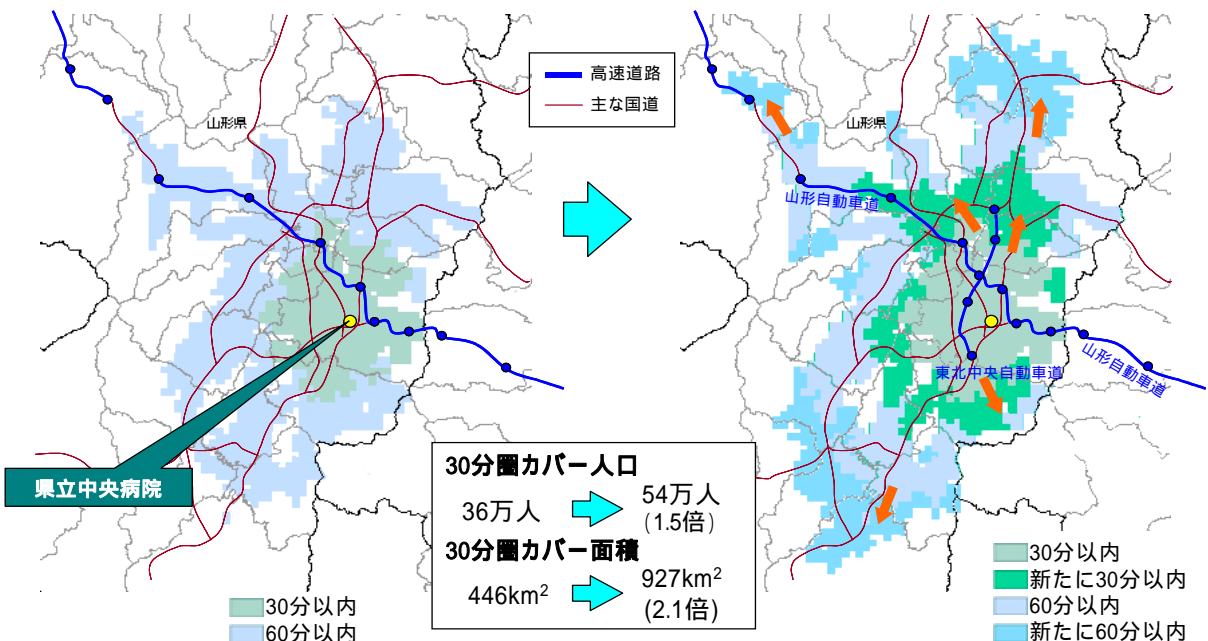 山形県
県立中央病院
30分以内
60分以内
高速道路
主な国道
30分圏カバー人口
36万人
54万人
(1.5倍)
30分圏カバー面積
446km²
927km²
(2.1倍)
山形県
山形自動車道
東北中央自動車道
山形自動車道
30分以内
新たに30分以内
60分以内
新たに60分以内